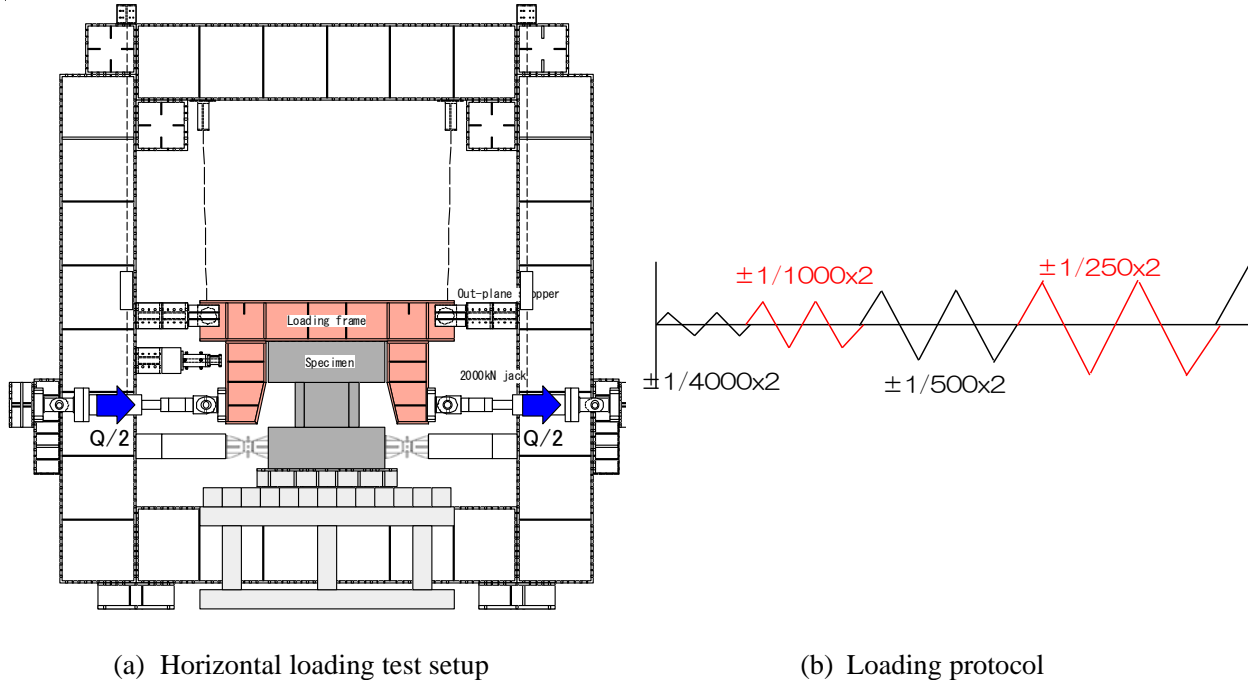 Out-plane stopper
Loading frame
Specimen
2000kN jack
Q/2
Q/2
±1/1000x2
±1/250x2
±1/4000x2
±1/500x2
(a) Horizontal loading test setup
(b) Loading protocol